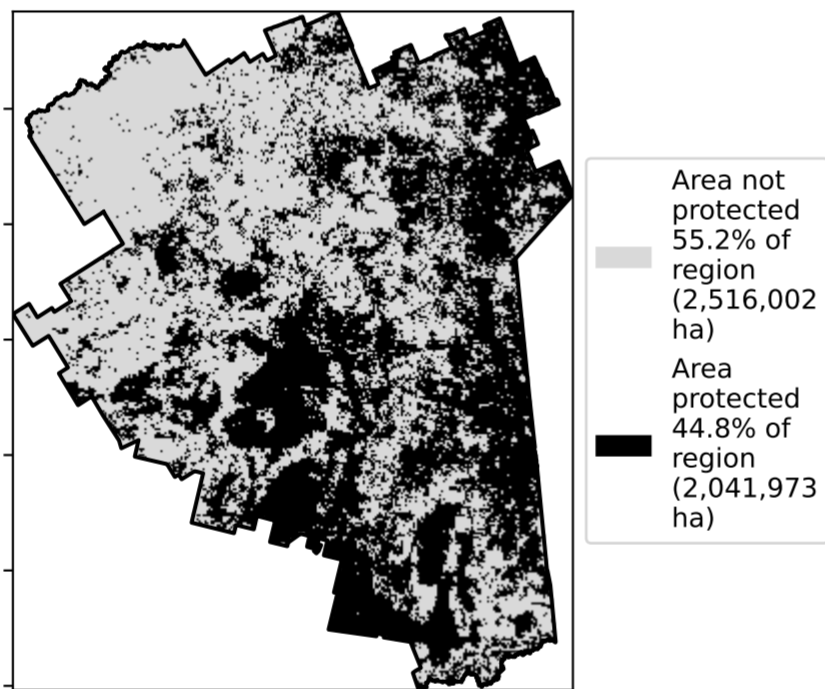 Area not
protected
55.2% of
region
(2,516,002
ha)
Area
protected
44.8% of
region
(2,041,973
ha)